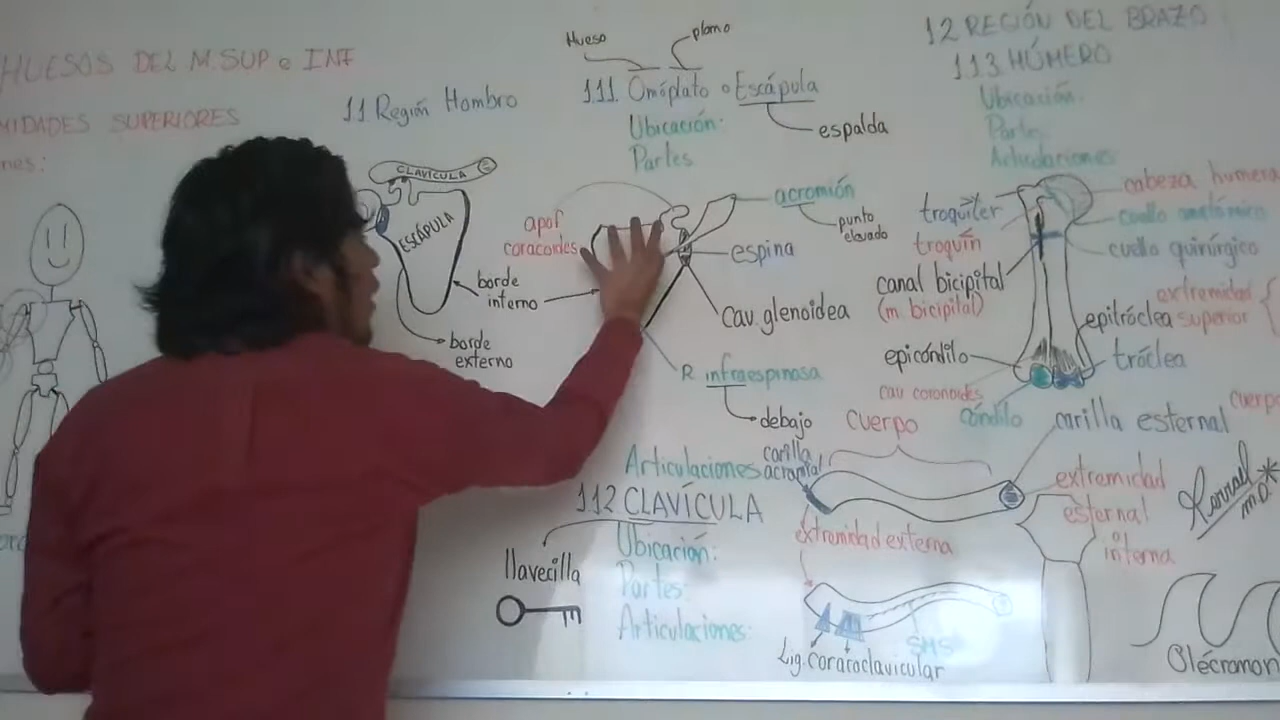 HUESOS DEL M.SUP e INF
MIDADES SUPERIORES
nes:
1.1 Región Hombro
CLAVÍCULA
ESCÁPULA
borde
interno
borde
externo
Hueso
plano
1.1.1. Omóplato o Escápula
espalda
Ubicación:
Partes
acromión
punto
elevado
apof
coracoides
espina
cav. glenoidea
R. infraespinosa
debajo
Articulaciones
1.1.2 CLAVÍCULA
llavecilla
Ubicación:
Partes:
Articulaciones:
carilla
acromial
cuerpo
carilla esternal
extremidad
esternal
o
interna
extremidad externa
Lig. coracoclavicular
SMS
1.2 REGIÓN DEL BRAZO
1.1.3 HÚMERO
Ubicación:
Partes
Articulaciones:
troquiter
troquín
canal bicipital
(m. bicipital)
epicóndilo
cav coronoides
cóndilo
cabeza humera
cuello anatómico
cuello quirúrgico
extremidad
superior
epitróclea
tróclea
cuerpo
M.D.
Olécranon